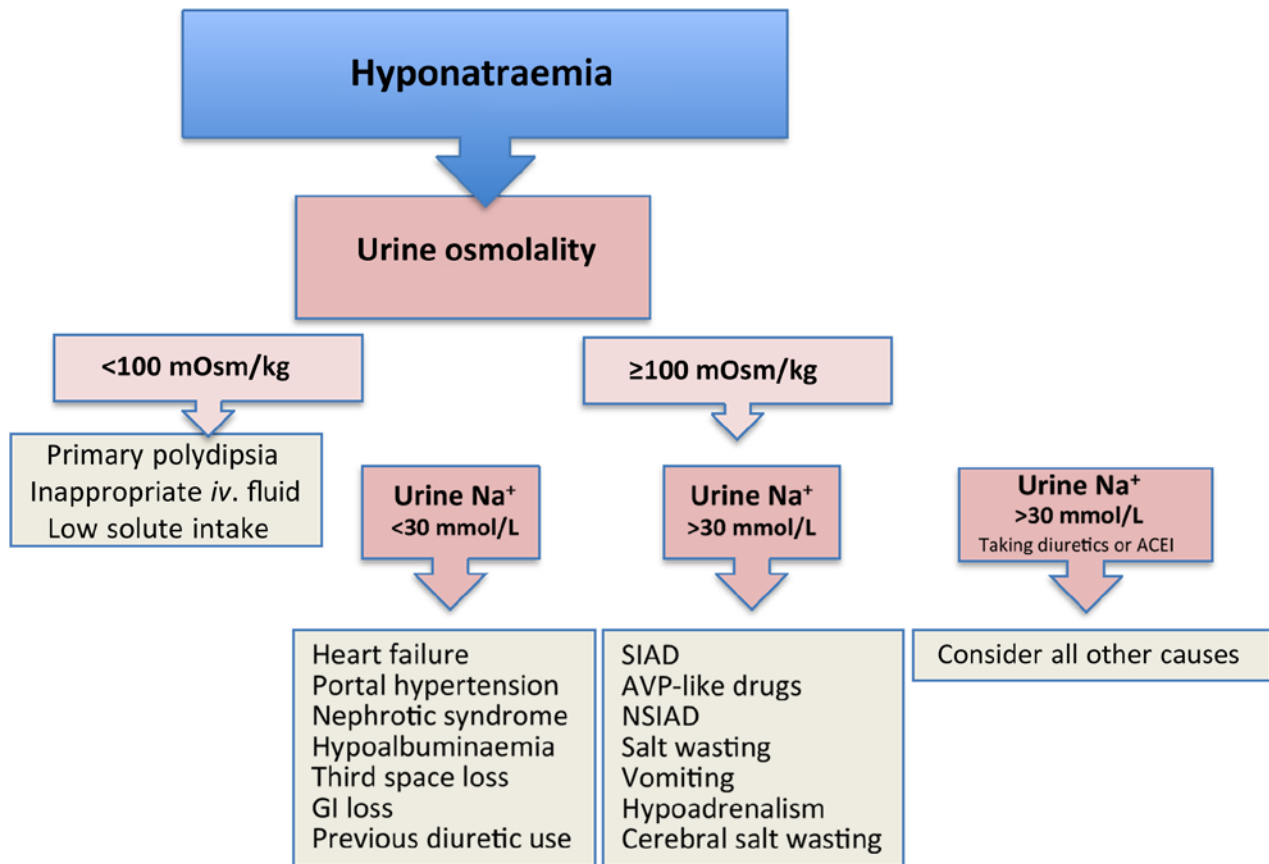 Hyponatraemia
Urine osmolality
<100 mOsm/kg
≥100 mOsm/kg
Primary polydipsia
Inappropriate iv. fluid
Low solute intake
Urine Na⁺
<30 mmol/L
Urine Na⁺
>30 mmol/L
Urine Na⁺
>30 mmol/L
Taking diuretics or ACEI
Heart failure
Portal hypertension
Nephrotic syndrome
Hypoalbuminaemia
Third space loss
GI loss
Previous diuretic use
SIAD
AVP-like drugs
NSIAD
Salt wasting
Vomiting
Hypoadrenalism
Cerebral salt wasting
Consider all other causes